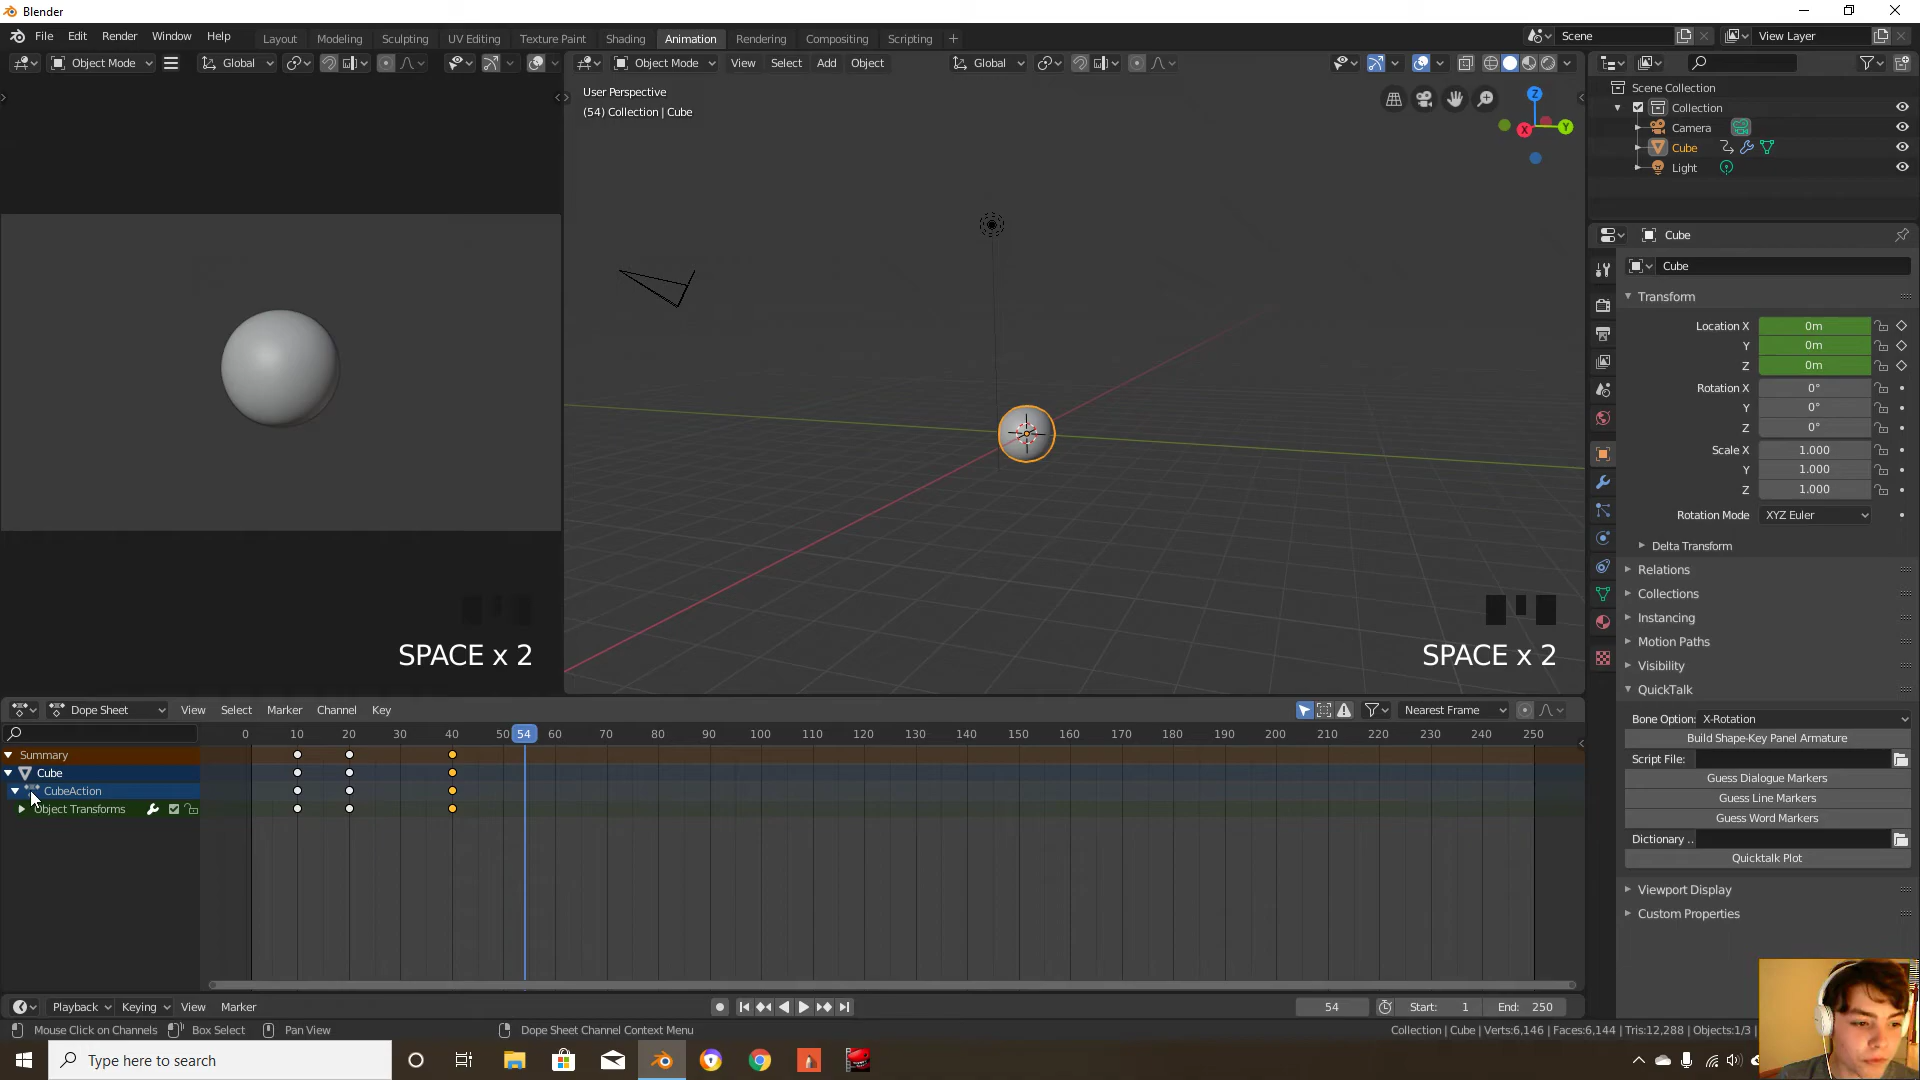 Blender
File Edit Render Window Help
Layout Modeling Sculpting UV Editing Texture Paint Shading Animation Rendering Compositing Scripting +
Scene
View Layer
Object Mode Global
Object Mode View Select Add Object Global
User Perspective
(54) Collection | Cube
Z
X
Y
Scene Collection
Collection
Camera
Cube
Light
Cube
Cube
Transform
Location X 0m
Y 0m
Z 0m
Rotation X 0°
Y 0°
Z 0°
Scale X 1.000
Y 1.000
Z 1.000
Rotation Mode XYZ Euler
Delta Transform
Relations
Collections
Instancing
Motion Paths
Visibility
QuickTalk
Bone Option: X-Rotation
Build Shape-Key Panel Armature
Script File:
Guess Dialogue Markers
Guess Line Markers
Guess Word Markers
Dictionary ..
Quicktalk Plot
Viewport Display
Custom Properties
SPACE x 2
SPACE x 2
Dope Sheet View Select Marker Channel Key Nearest Frame
0 10 20 30 40 50 54 60 70 80 90 100 110 120 130 140 150 160 170 180 190 200 210 220 230 240 250
Summary
Cube
CubeAction
Object Transforms
Playback Keying View Marker 54 Start: 1 End: 250
Mouse Click on Channels Box Select Pan View Dope Sheet Channel Context Menu Collection | Cube | Verts:6,146 | Faces:6,144 | Tris:12,288 | Objects:1/3
Type here to search